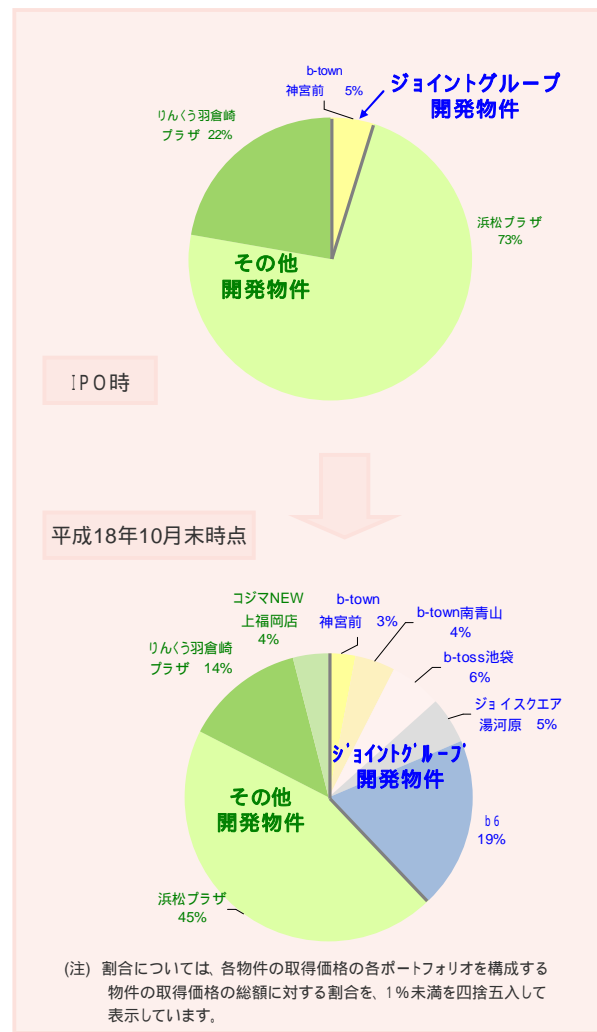 b-town
神宮前 5%
ジョイントグループ
開発物件
りんくう羽倉崎
プラザ 22%
浜松プラザ
73%
その他
開発物件
IPO時
平成18年10月末時点
コジマNEW
上福岡店
4%
b-town
神宮前 3%
b-town南青山
4%
りんくう羽倉崎
プラザ 14%
b-toss池袋
6%
ジョイスクエア
湯河原 5%
ジョイントグループ
開発物件
その他
開発物件
b6
19%
浜松プラザ
45%
(注) 割合については、各物件の取得価格の各ポートフォリオを構成する
物件の取得価格の総額に対する割合を、1%未満を四捨五入して
表示しています。